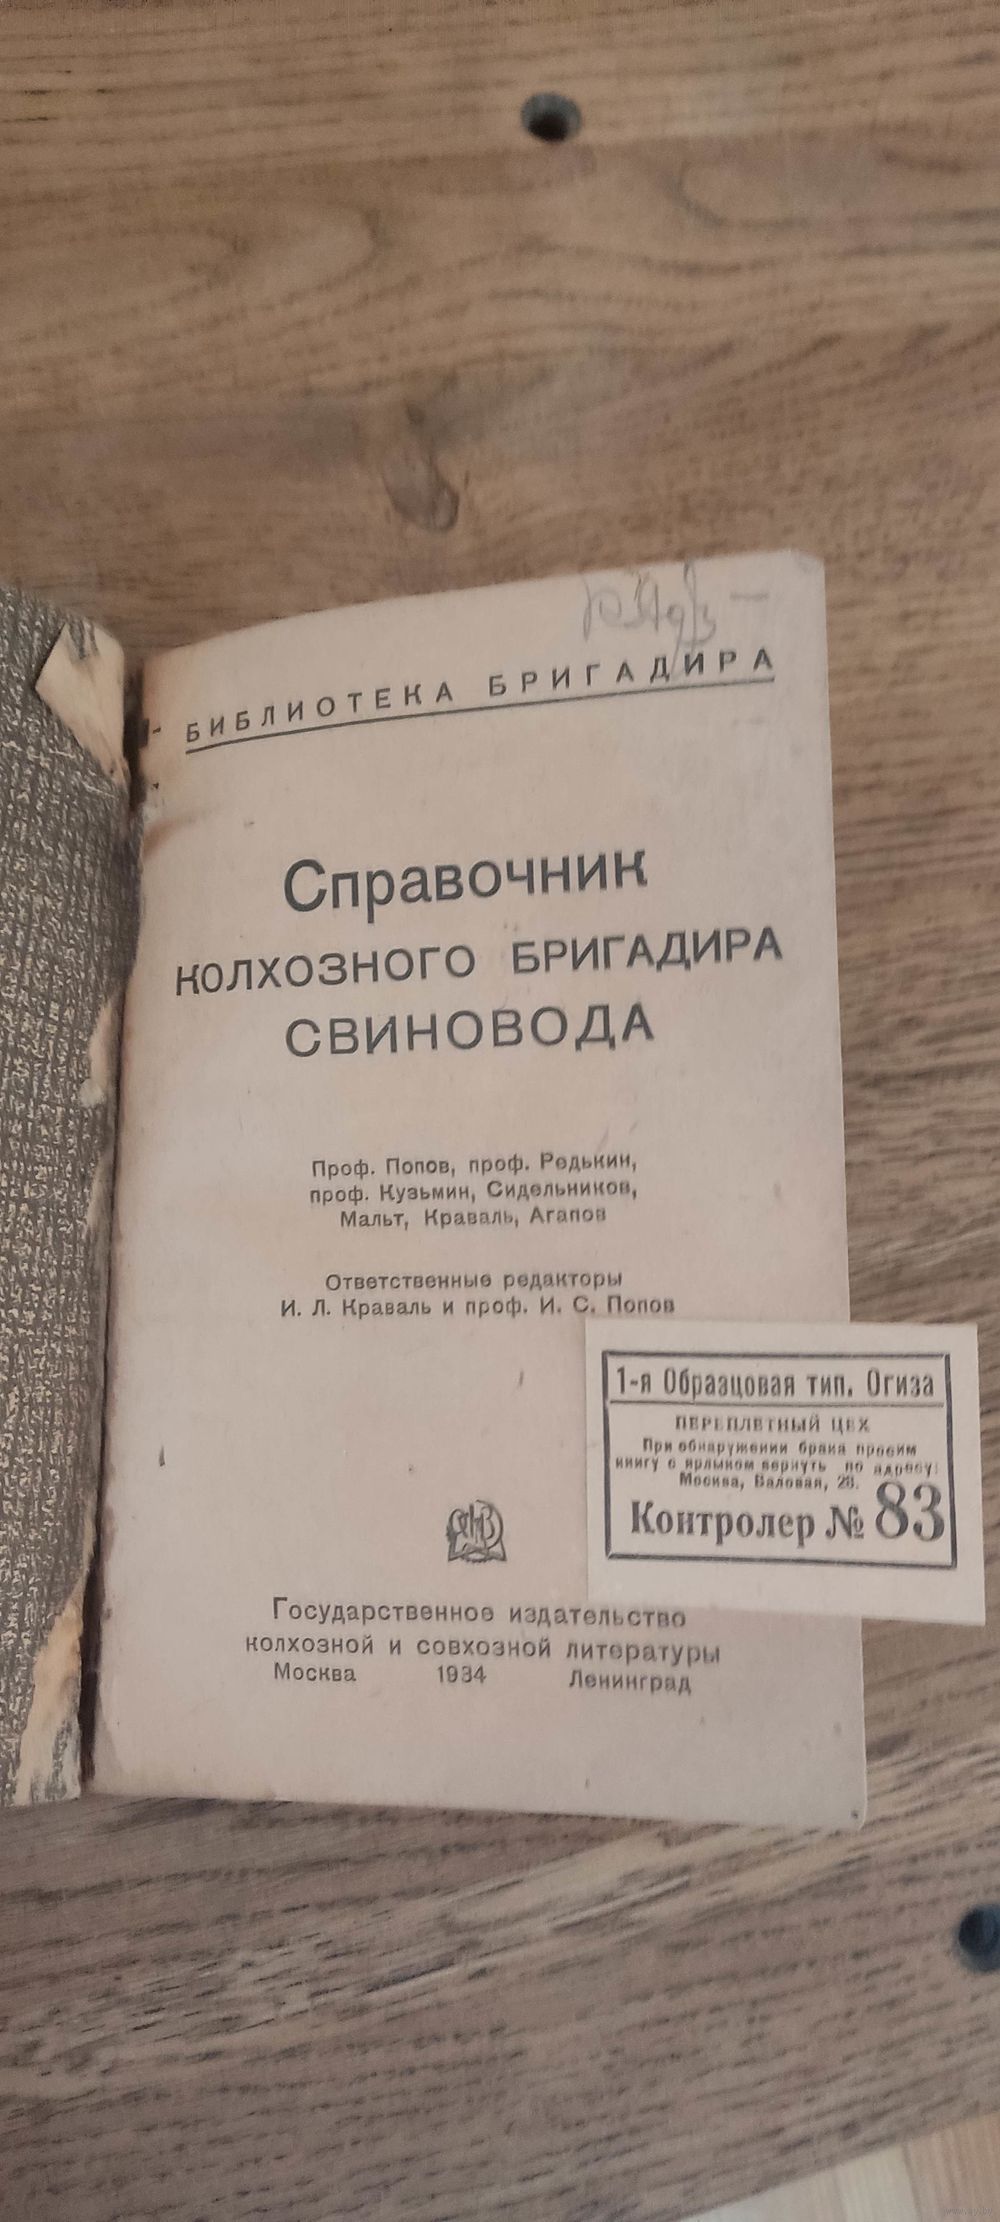 БИБЛИОТЕКА БРИГАДИРА
Справочник
КОЛХОЗНОГО БРИГАДИРА
СВИНОВОДА
Проф. Попов, проф. Редькин,
проф. Кузьмин, Сидельников,
Мальт, Краваль, Агапов
Ответственные редакторы
И. Л. Краваль и проф. И. С. Попов
1-я Образцовая тип. Огиза
ПЕРЕПЛЕТНЫЙ ЦЕХ
При обнаружении брака просим
книгу с ярлыком вернуть по адресу:
Москва, Валовая, 28.
Контролер № 83
Государственное издательство
колхозной и совхозной литературы
Москва 1934 Ленинград